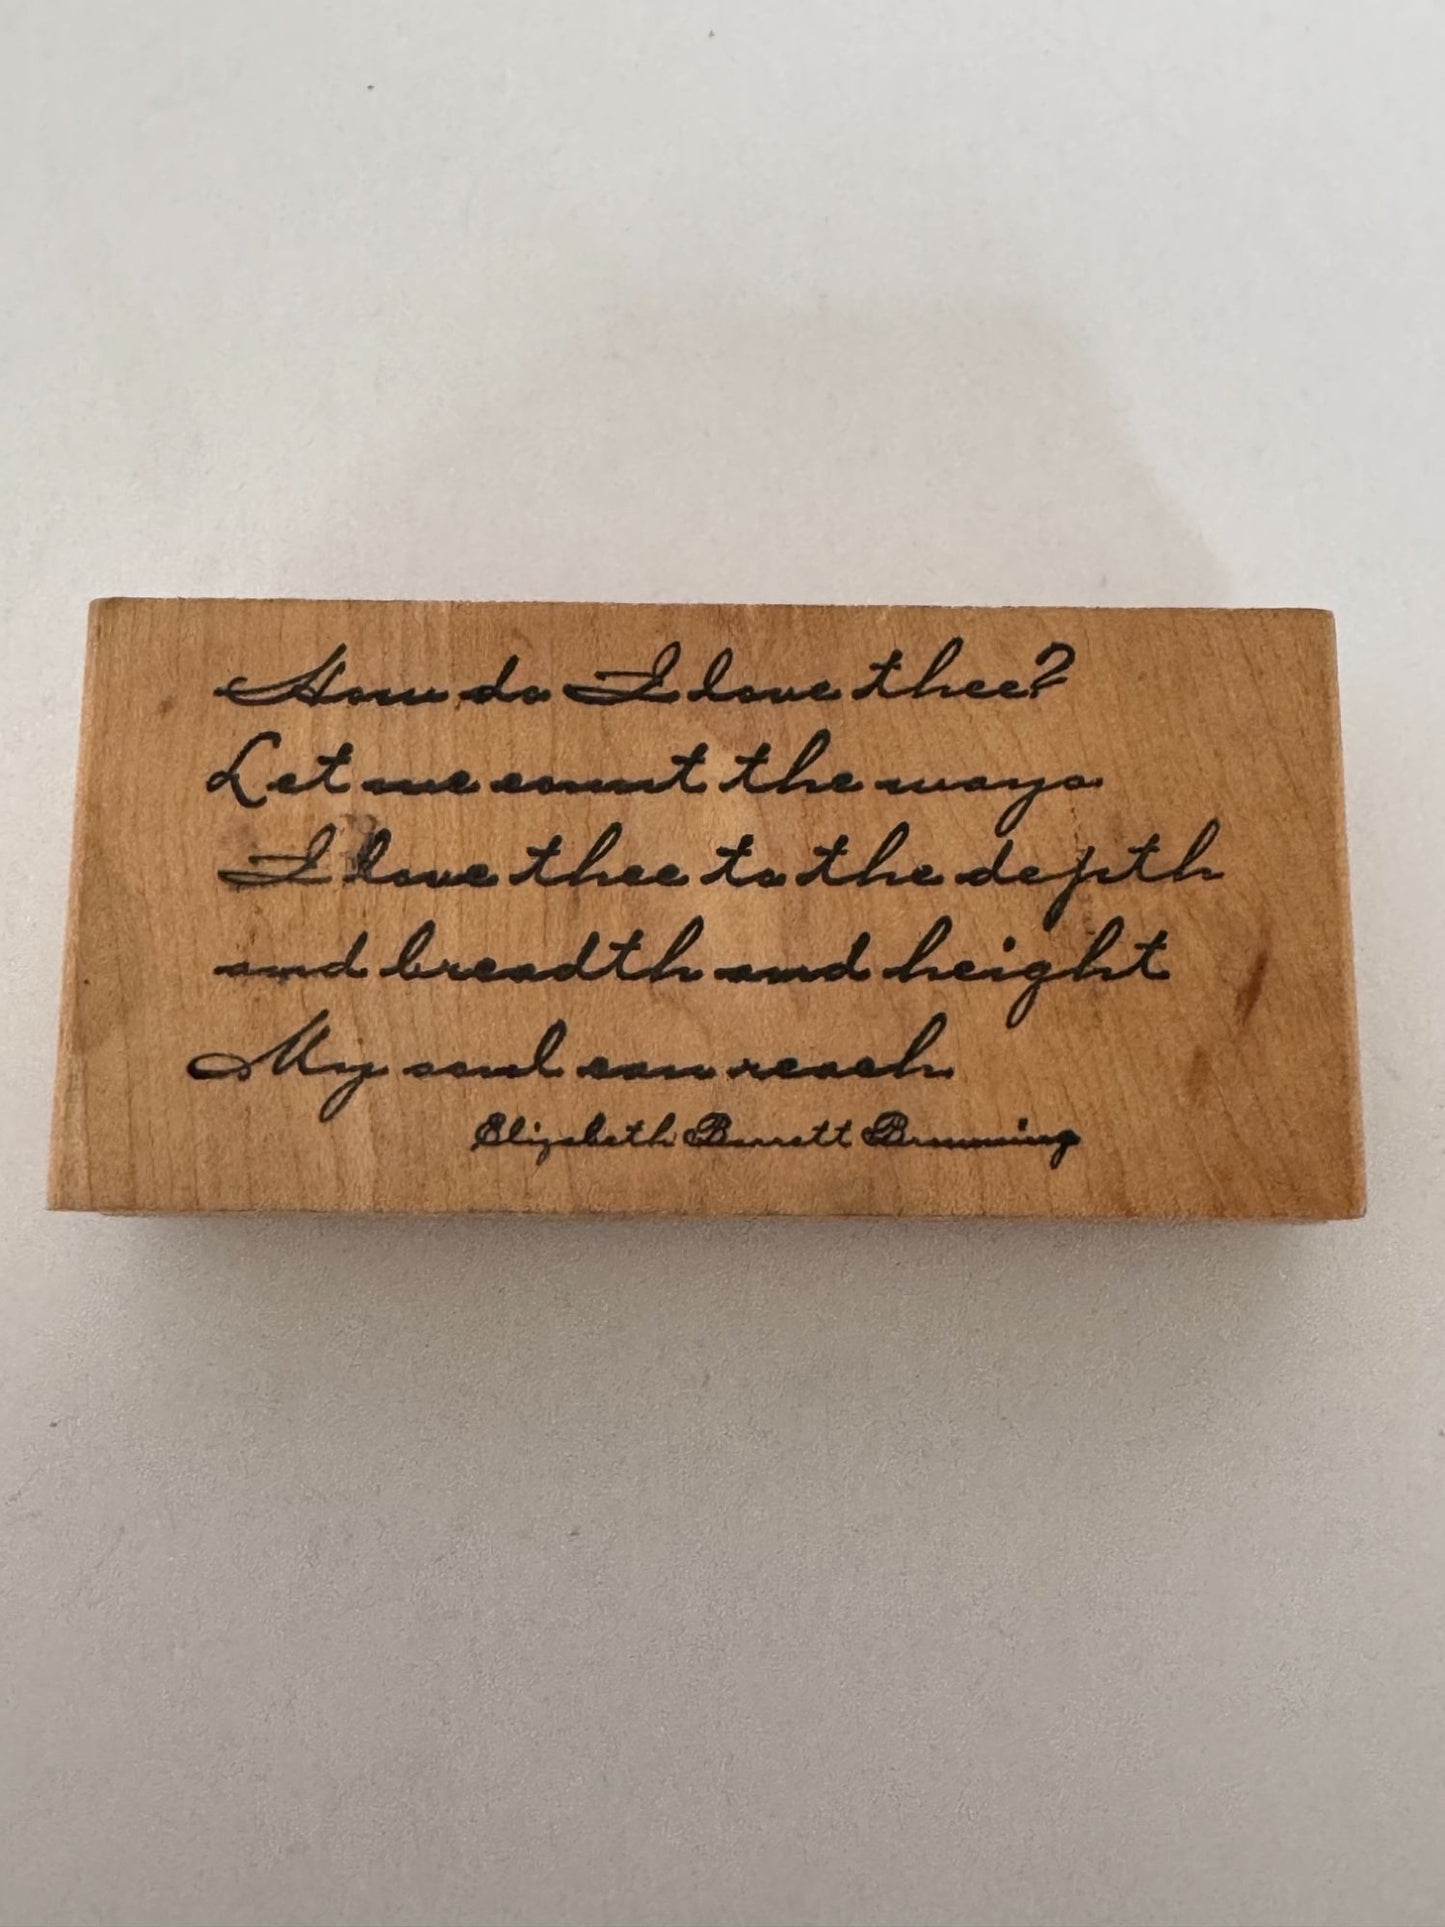 How do I love thee?
Let me count the ways
I love thee to the depth
and breadth and height
My soul can reach
Elizabeth Barrett Browning